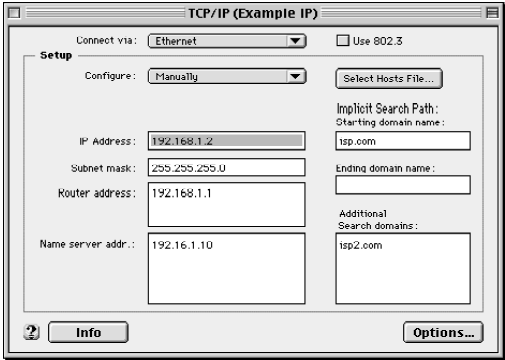 TCP/IP (Example IP)
Connect via: Ethernet
Use 802.3
Setup
Configure: Manually
Select Hosts File...
Implicit Search Path:
Starting domain name:
IP Address: 192.168.1.2
isp.com
Subnet mask: 255.255.255.0
Ending domain name:
Router address: 192.168.1.1
Additional
Search domains:
Name server addr.: 192.16.1.10
isp2.com
?
Info
Options...